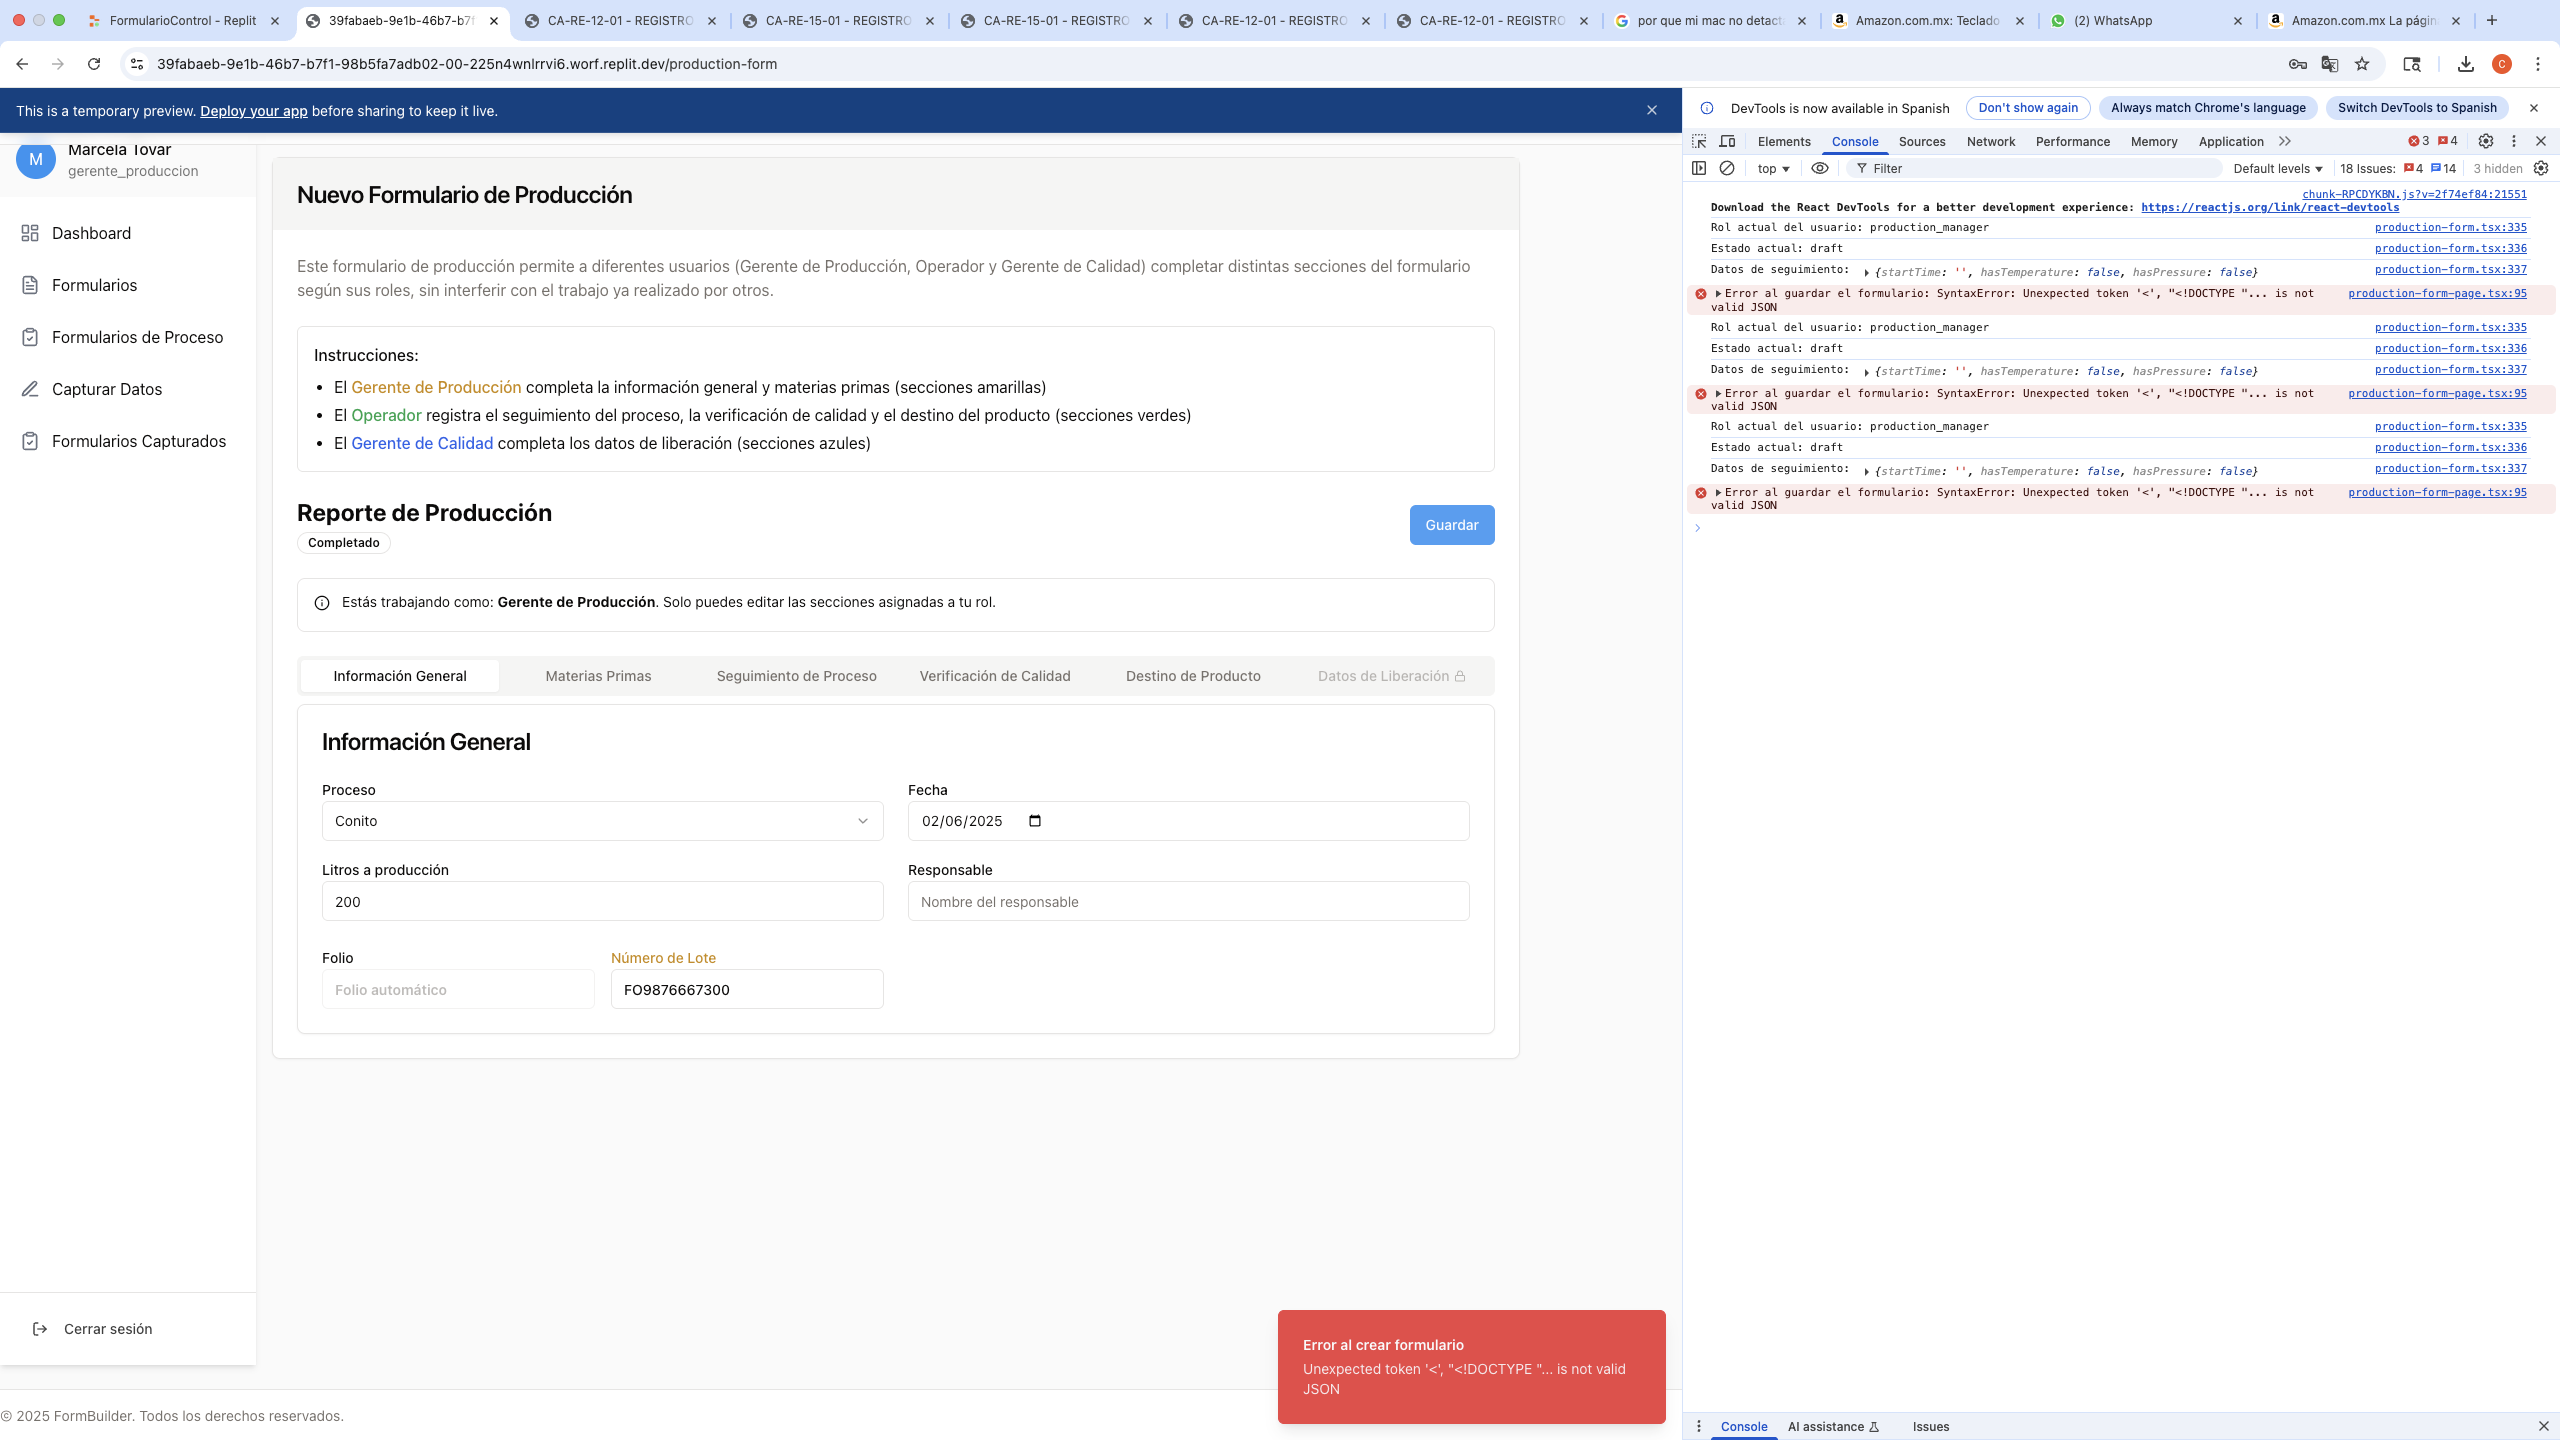 FormularioControl - Replit
39fabaeb-9e1b-46b7-b7f
CA-RE-12-01 - REGISTRO
CA-RE-15-01 - REGISTRO
CA-RE-15-01 - REGISTRO
CA-RE-12-01 - REGISTRO
CA-RE-12-01 - REGISTRO
por que mi mac no detact
Amazon.com.mx: Teclado
(2) WhatsApp
Amazon.com.mx La págin
39fabaeb-9e1b-46b7-b7f1-98b5fa7adb02-00-225n4wnlrrvi6.worf.replit.dev/production-form
C
This is a temporary preview. Deploy your app before sharing to keep it live.
M
Marcela Tovar
gerente_produccion
Dashboard
Formularios
Formularios de Proceso
Capturar Datos
Formularios Capturados
Cerrar sesión
Nuevo Formulario de Producción
Este formulario de producción permite a diferentes usuarios (Gerente de Producción, Operador y Gerente de Calidad) completar distintas secciones del formulario
según sus roles, sin interferir con el trabajo ya realizado por otros.
Instrucciones:
• El Gerente de Producción completa la información general y materias primas (secciones amarillas)
• El Operador registra el seguimiento del proceso, la verificación de calidad y el destino del producto (secciones verdes)
• El Gerente de Calidad completa los datos de liberación (secciones azules)
Reporte de Producción
Completado
Guardar
Estás trabajando como: Gerente de Producción. Solo puedes editar las secciones asignadas a tu rol.
Información General
Materias Primas
Seguimiento de Proceso
Verificación de Calidad
Destino de Producto
Datos de Liberación
Información General
Proceso
Conito
Fecha
02/06/2025
Litros a producción
200
Responsable
Nombre del responsable
Folio
Folio automático
Número de Lote
FO9876667300
Error al crear formulario
Unexpected token '<', "<!DOCTYPE "... is not valid
JSON
© 2025 FormBuilder. Todos los derechos reservados.
DevTools is now available in Spanish
Don't show again
Always match Chrome's language
Switch DevTools to Spanish
Elements
Console
Sources
Network
Performance
Memory
Application
3
4
top
Filter
Default levels
18 Issues:
4
14
3 hidden
chunk-RPCDYKBN.js?v=2f74ef84:21551
Download the React DevTools for a better development experience: https://reactjs.org/link/react-devtools
Rol actual del usuario: production_manager production-form.tsx:335
Estado actual: draft production-form.tsx:336
Datos de seguimiento: {startTime: '', hasTemperature: false, hasPressure: false} production-form.tsx:337
Error al guardar el formulario: SyntaxError: Unexpected token '<', "<!DOCTYPE "... is not production-form-page.tsx:95
valid JSON
Rol actual del usuario: production_manager production-form.tsx:335
Estado actual: draft production-form.tsx:336
Datos de seguimiento: {startTime: '', hasTemperature: false, hasPressure: false} production-form.tsx:337
Error al guardar el formulario: SyntaxError: Unexpected token '<', "<!DOCTYPE "... is not production-form-page.tsx:95
valid JSON
Rol actual del usuario: production_manager production-form.tsx:335
Estado actual: draft production-form.tsx:336
Datos de seguimiento: {startTime: '', hasTemperature: false, hasPressure: false} production-form.tsx:337
Error al guardar el formulario: SyntaxError: Unexpected token '<', "<!DOCTYPE "... is not production-form-page.tsx:95
valid JSON
Console
AI assistance
Issues